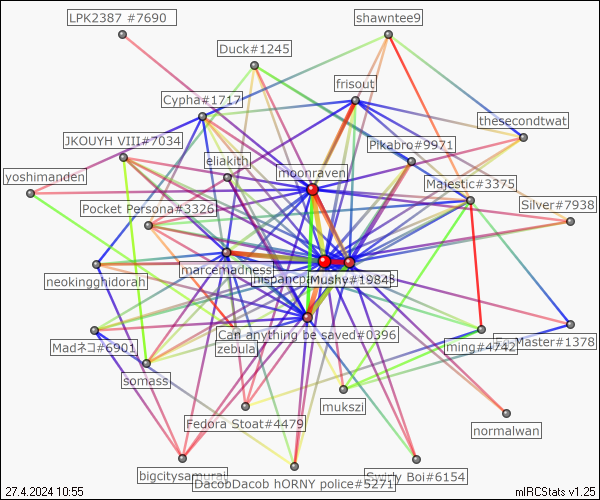 LPK2387 #7690
shawntee9
Duck#1245
frisout
Cypha#1717
thesecondtwat
JKOUYH VIII#7034
Pikabro#9971
eliakith
moonraven
yoshimanden
Majestic#3375
Pocket Persona#3326
Silver#7938
marcemadness
Mushy#1984
neokingghidorah
Can anything be saved#0396
Madネコ#6901
zebula
ming#4742
Master#1378
somass
mukszi
Fedora Stoat#4479
normalwan
bigcitysamurai
DacobDacob hORNY police#5271
Swirly Boi#6154
27.4.2024 10:55
mIRCStats v1.25